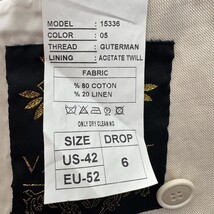 MODEL : 15336
COLOR : 05
THREAD : GUTERMAN
LINING : ACETATE TWILL
FABRIC
% 80 COTON
% 20 LINEN
ONLY DRY CLEANING
SIZE DROP
US-42 6
EU-52